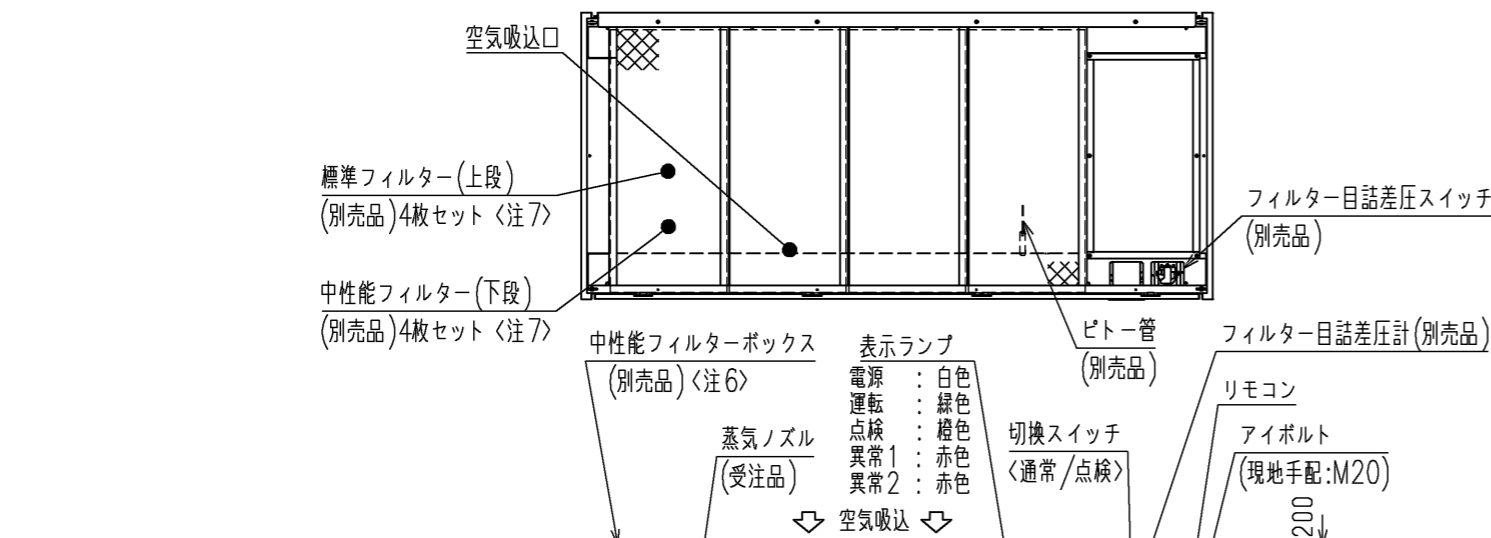 空気吸込口
標準フィルター(上段)
(別売品)4枚セット〈注7〉
フィルター目詰差圧スイッチ
(別売品)
中性能フィルター(下段)
(別売品)4枚セット〈注7〉
中性能フィルターボックス
(別売品)〈注6〉
表示ランプ
電源 : 白色
運転 : 緑色
点検 : 橙色
異常1 : 赤色
異常2 : 赤色
ピトー管
(別売品)
フィルター目詰差圧計(別売品)
リモコン
蒸気ノズル
(受注品)
切換スイッチ
〈通常/点検〉
アイボルト
(現地手配:M20)
空気吸込
200